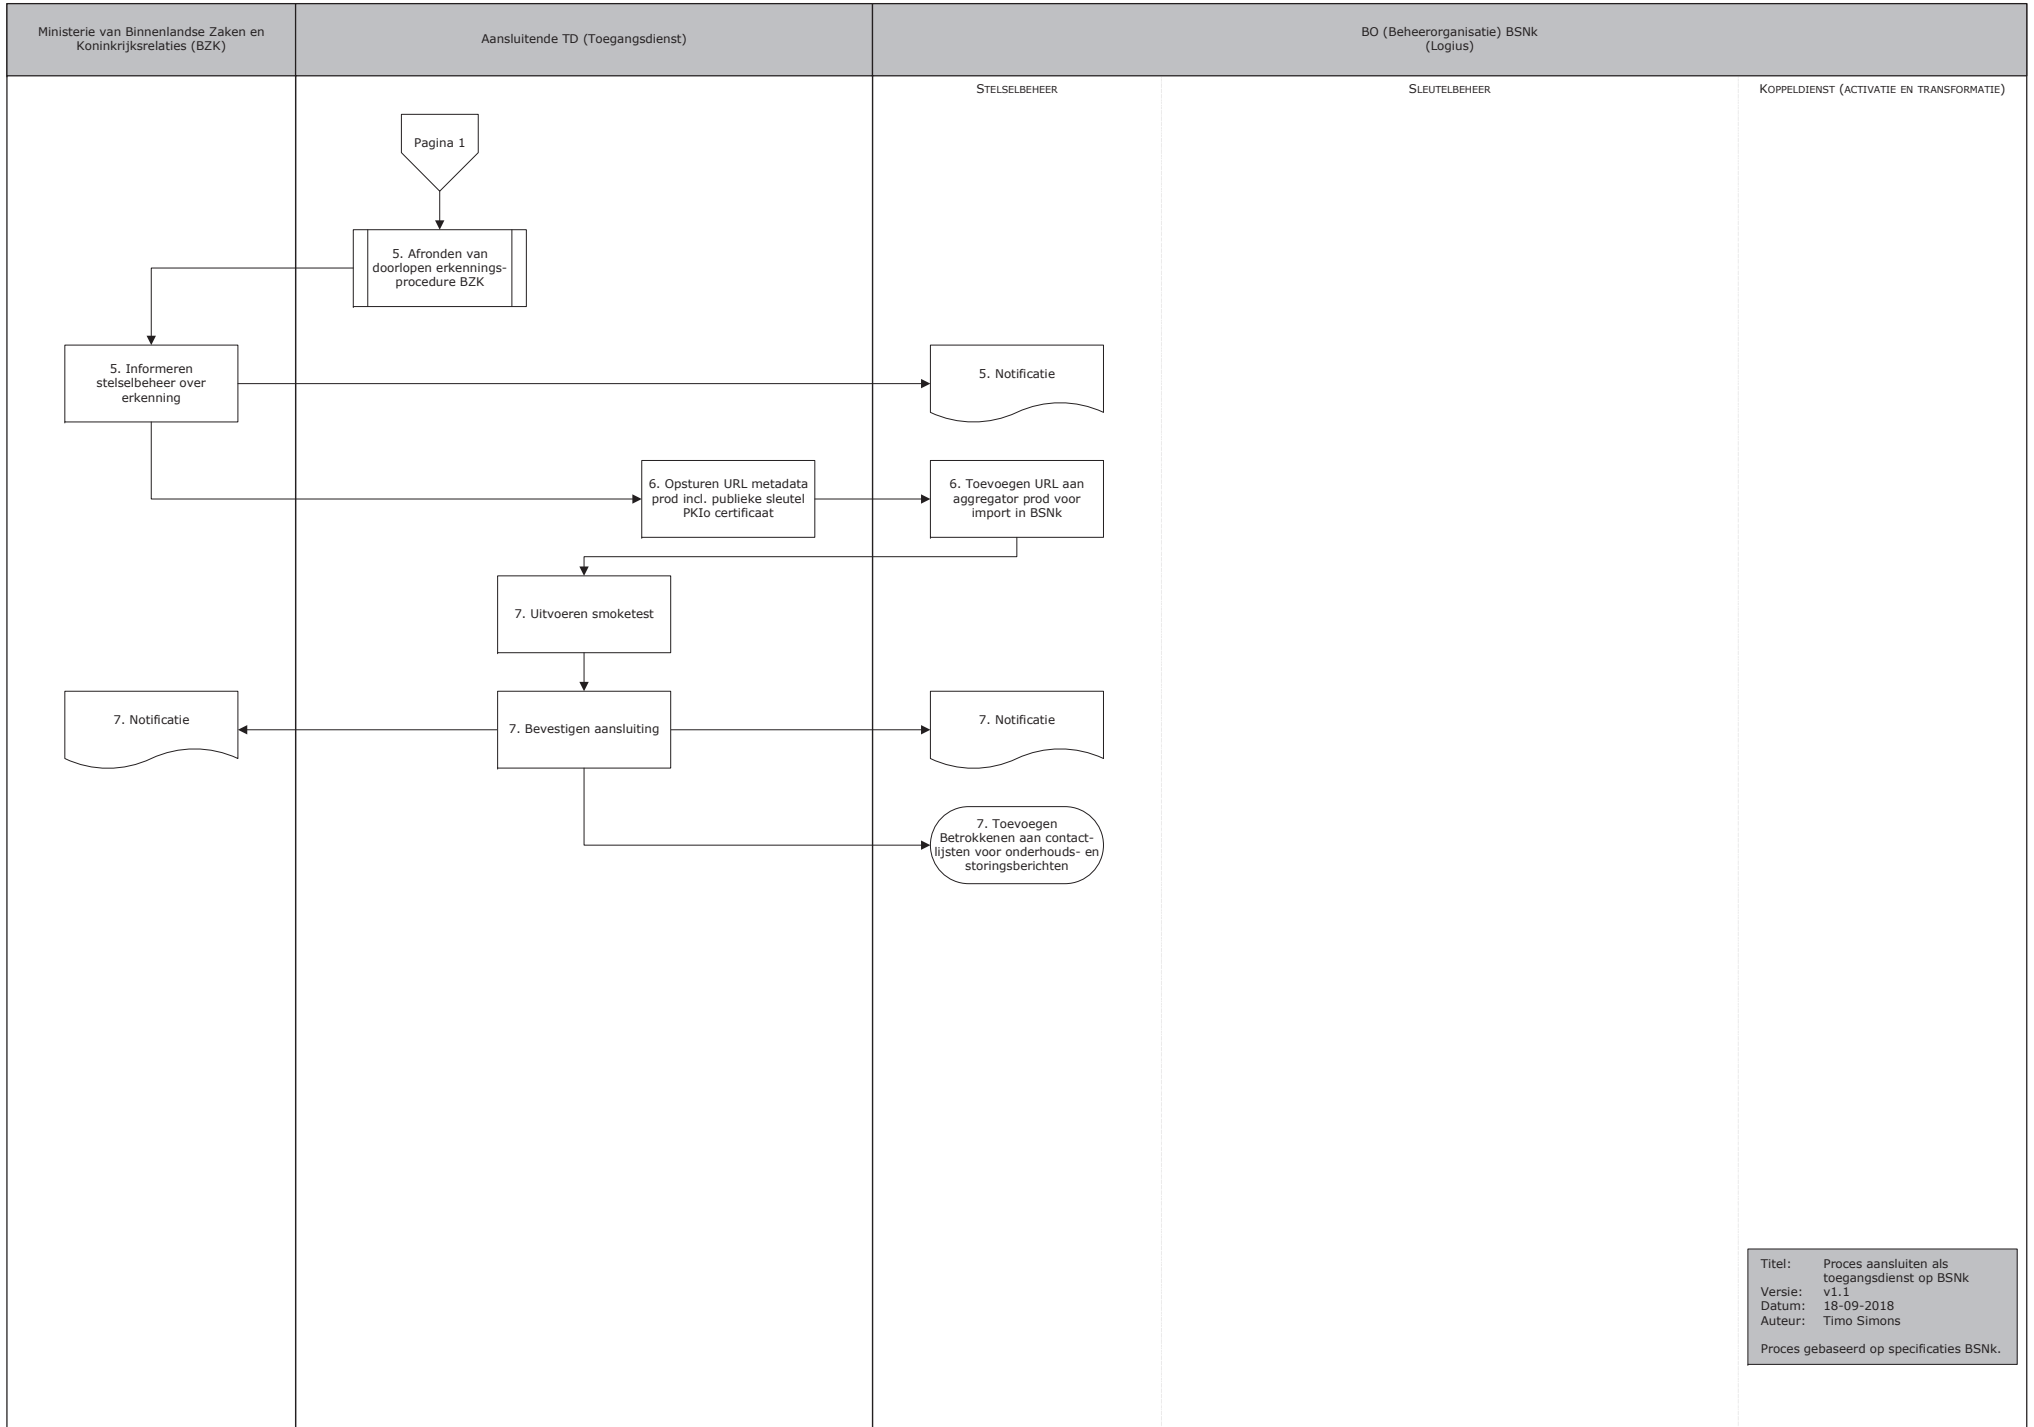 Ministerie van Binnenlandse Zaken en
Koninkrijksrelaties (BZK)
Aansluitende TD (Toegangsdienst)
BO (Beheerorganisatie) BSNk
(Logius)
STELSELBEHEER
SLEUTELBEHEER
KOPPELDIENST (ACTIVATIE EN TRANSFORMATIE)
Pagina 1
5. Afronden van
doorlopen erkennings-
procedure BZK
5. Informeren
stelselbeheer over
erkenning
5. Notificatie
6. Opsturen URL metadata
prod incl. publieke sleutel
PKIo certificaat
6. Toevoegen URL aan
aggregator prod voor
import in BSNk
7. Uitvoeren smoketest
7. Notificatie
7. Bevestigen aansluiting
7. Notificatie
7. Toevoegen
Betrokkenen aan contact-
lijsten voor onderhouds- en
storingsberichten
Titel: Proces aansluiten als
toegangsdienst op BSNk
Versie: v1.1
Datum: 18-09-2018
Auteur: Timo Simons
Proces gebaseerd op specificaties BSNk.